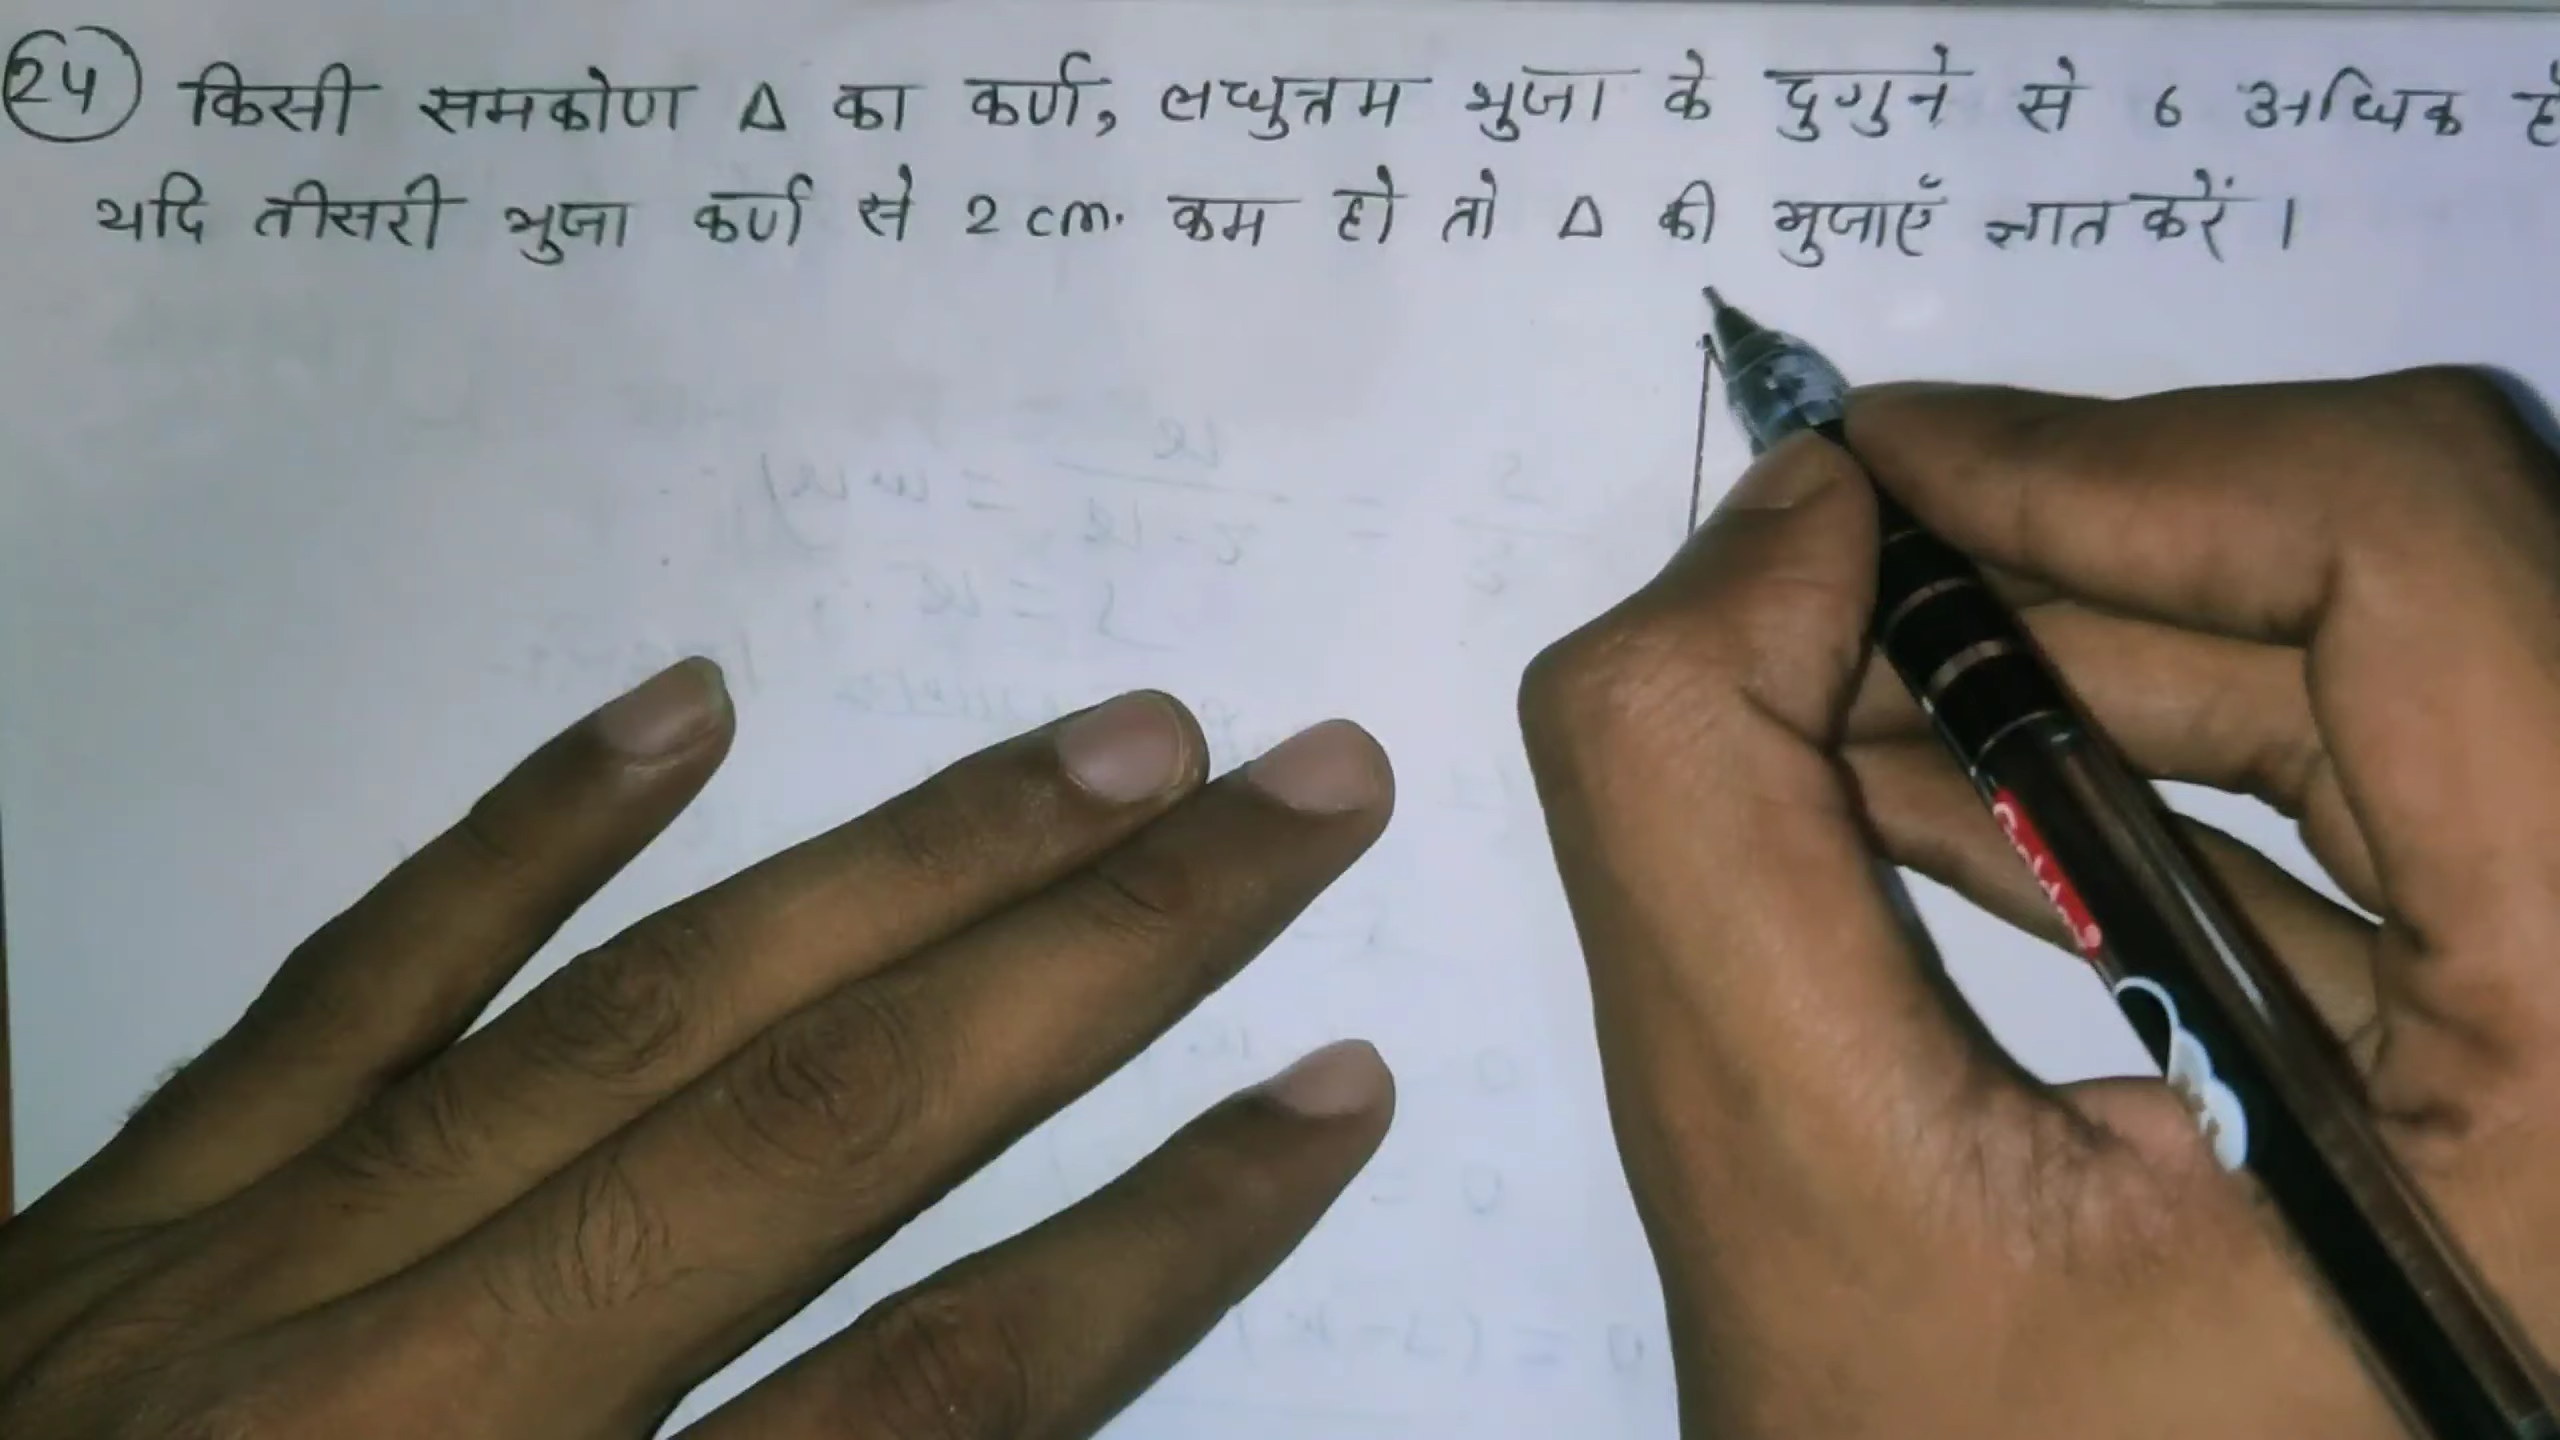 24 किसी समकोण Δ का कर्ण, लघुत्तम भुजा के दुगुने से 6 अधिक है
यदि तीसरी भुजा कर्ण से 2 cm. कम हो तो Δ की भुजाएँ ज्ञात करें ।